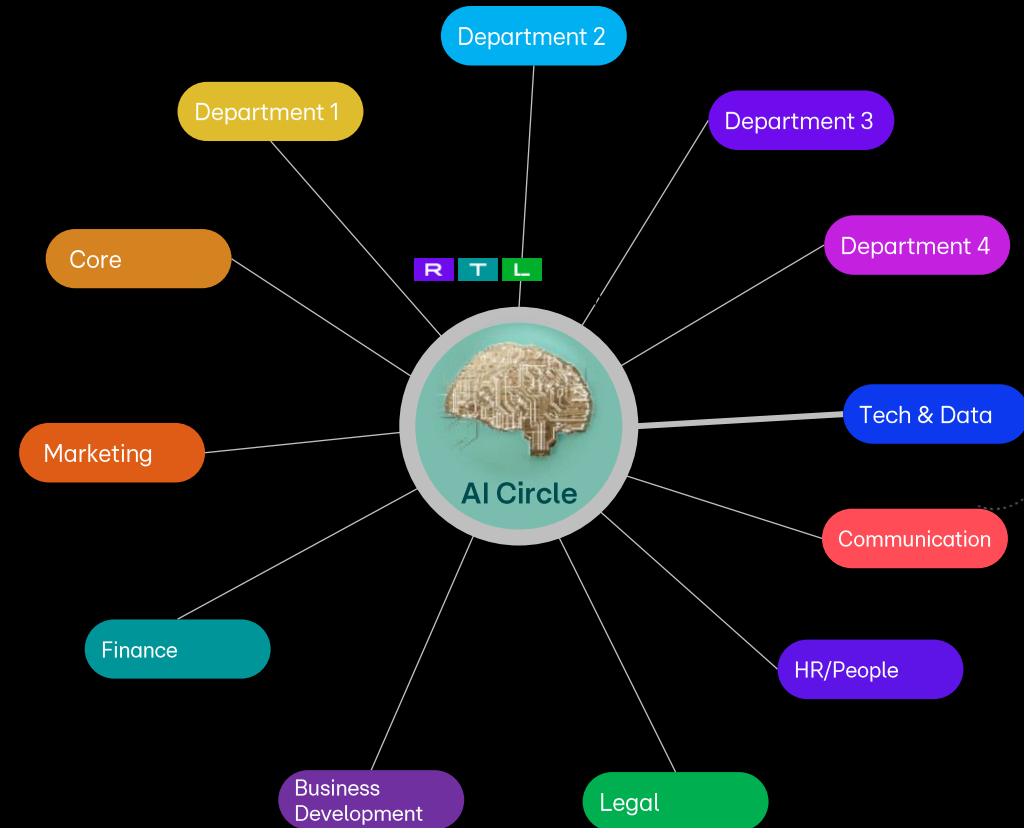 Department 2
Department 1
Department 3
Department 4
Core
R T L
Tech & Data
Marketing
AI Circle
Communication
Finance
HR/People
Business
Development
Legal